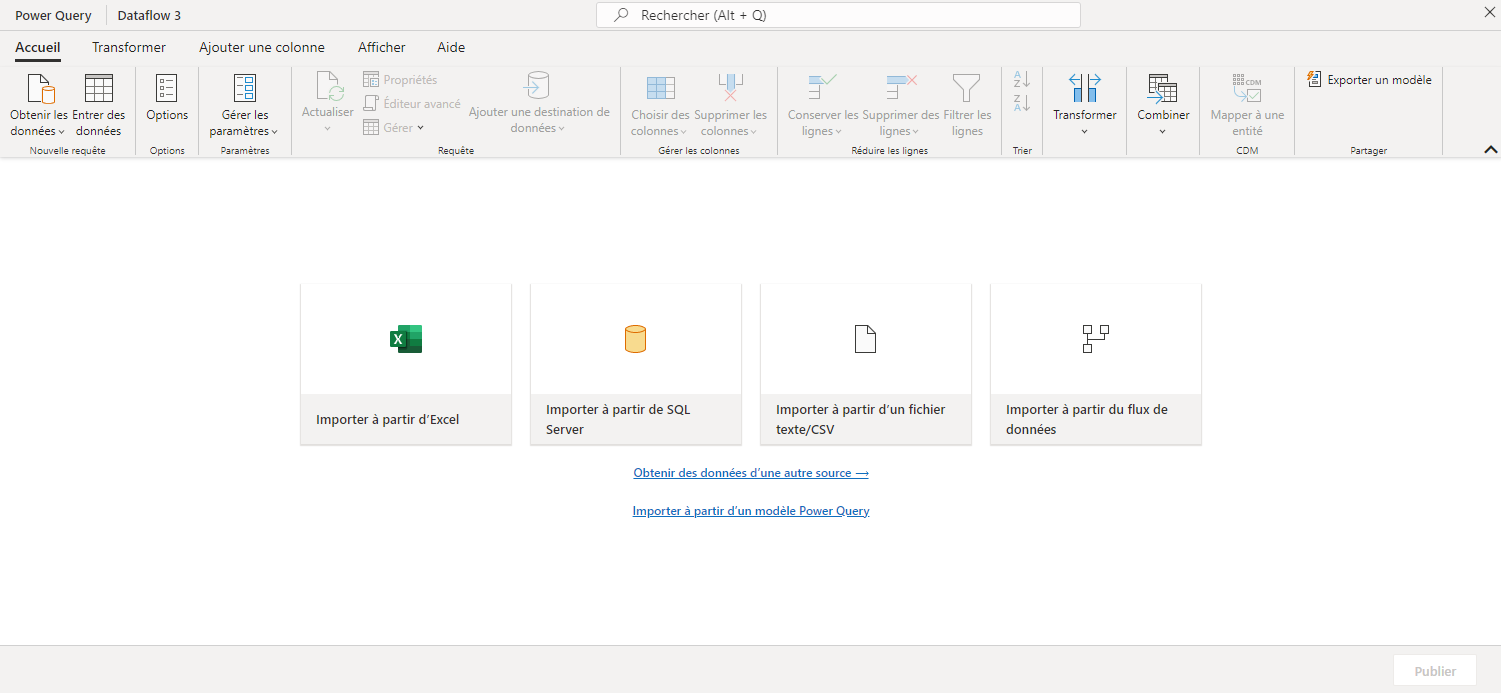 Power Query
Dataflow 3
Rechercher (Alt + Q)
Accueil
Transformer
Ajouter une colonne
Afficher
Aide
Obtenir les
données
Entrer des
données
Nouvelle requête
Options
Options
Gérer les
paramètres
Paramètres
Actualiser
Propriétés
Éditeur avancé
Gérer
Ajouter une destination de
données
Requête
Choisir des
colonnes
Supprimer les
colonnes
Gérer les colonnes
Conserver les
lignes
Supprimer des
lignes
Filtrer les
lignes
Réduire les lignes
A
Z
Z
A
Trier
Transformer
Combiner
CDM
Mapper à une
entité
CDM
Exporter un modèle
Partager
X
Importer à partir d’Excel
Importer à partir de SQL
Server
Importer à partir d’un fichier
texte/CSV
Importer à partir du flux de
données
Obtenir des données d’une autre source →
Importer à partir d’un modèle Power Query
Publier